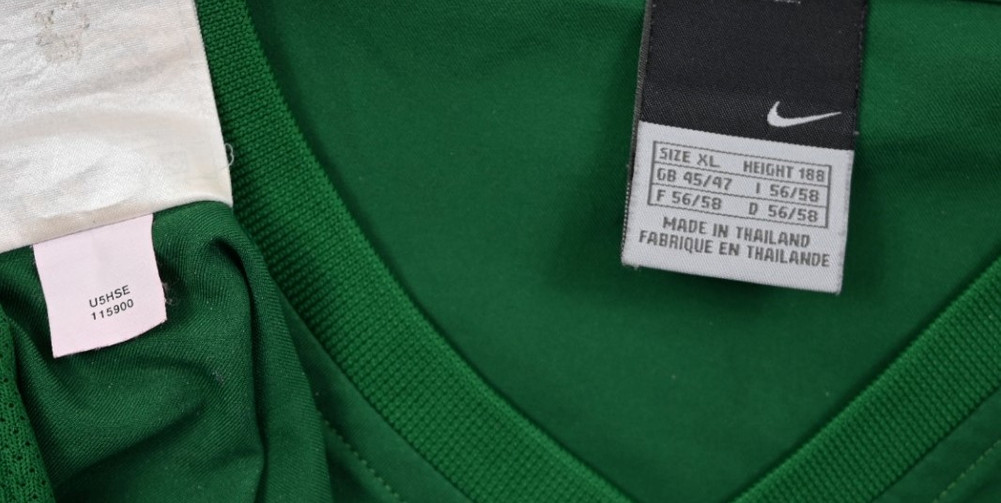 SIZE XL HEIGHT 188
GB 45/47 I 56/58
F 56/58 D 56/58
MADE IN THAILAND
FABRIQUE EN THAILANDE
U5HSE
115900